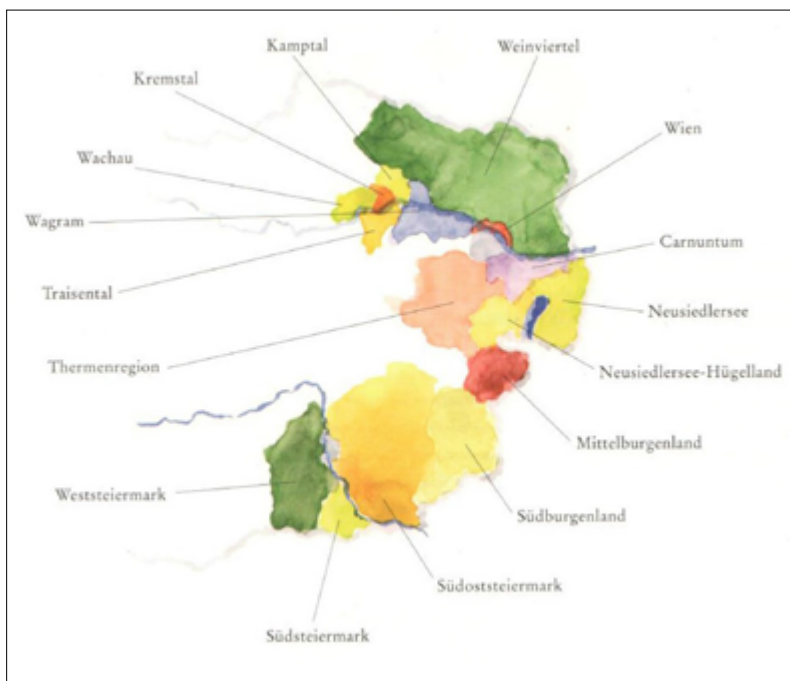 Kamptal
Weinviertel
Kremstal
Wien
Wachau
Wagram
Carnuntum
Traisental
Neusiedlersee
Thermenregion
Neusiedlersee-Hügelland
Mittelburgenland
Weststeiermark
Südburgenland
Südoststeiermark
Südsteiermark